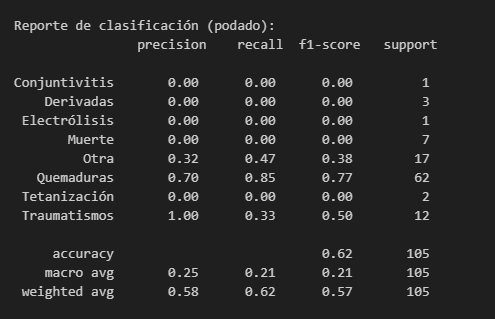 Reporte de clasificación (podado):
precision recall f1-score support
Conjuntivitis 0.00 0.00 0.00 1
Derivadas 0.00 0.00 0.00 3
Electrólisis 0.00 0.00 0.00 1
Muerte 0.00 0.00 0.00 7
Otra 0.32 0.47 0.38 17
Quemaduras 0.70 0.85 0.77 62
Tetanización 0.00 0.00 0.00 2
Traumatismos 1.00 0.33 0.50 12
accuracy 0.62 105
macro avg 0.25 0.21 0.21 105
weighted avg 0.58 0.62 0.57 105